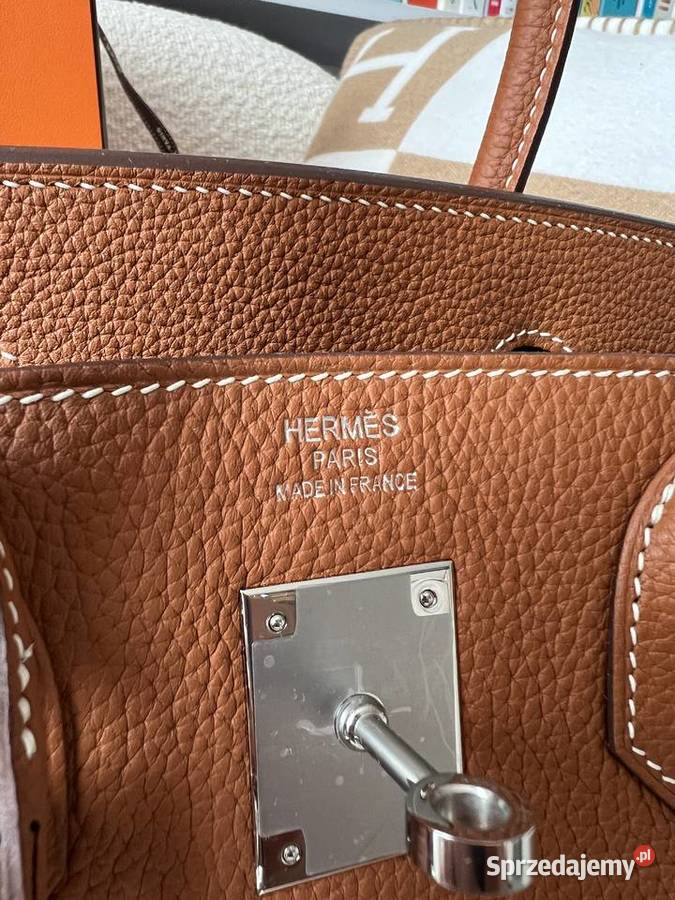 H
HERMÈS
PARIS
MADE IN FRANCE
Sprzedajemy.pl